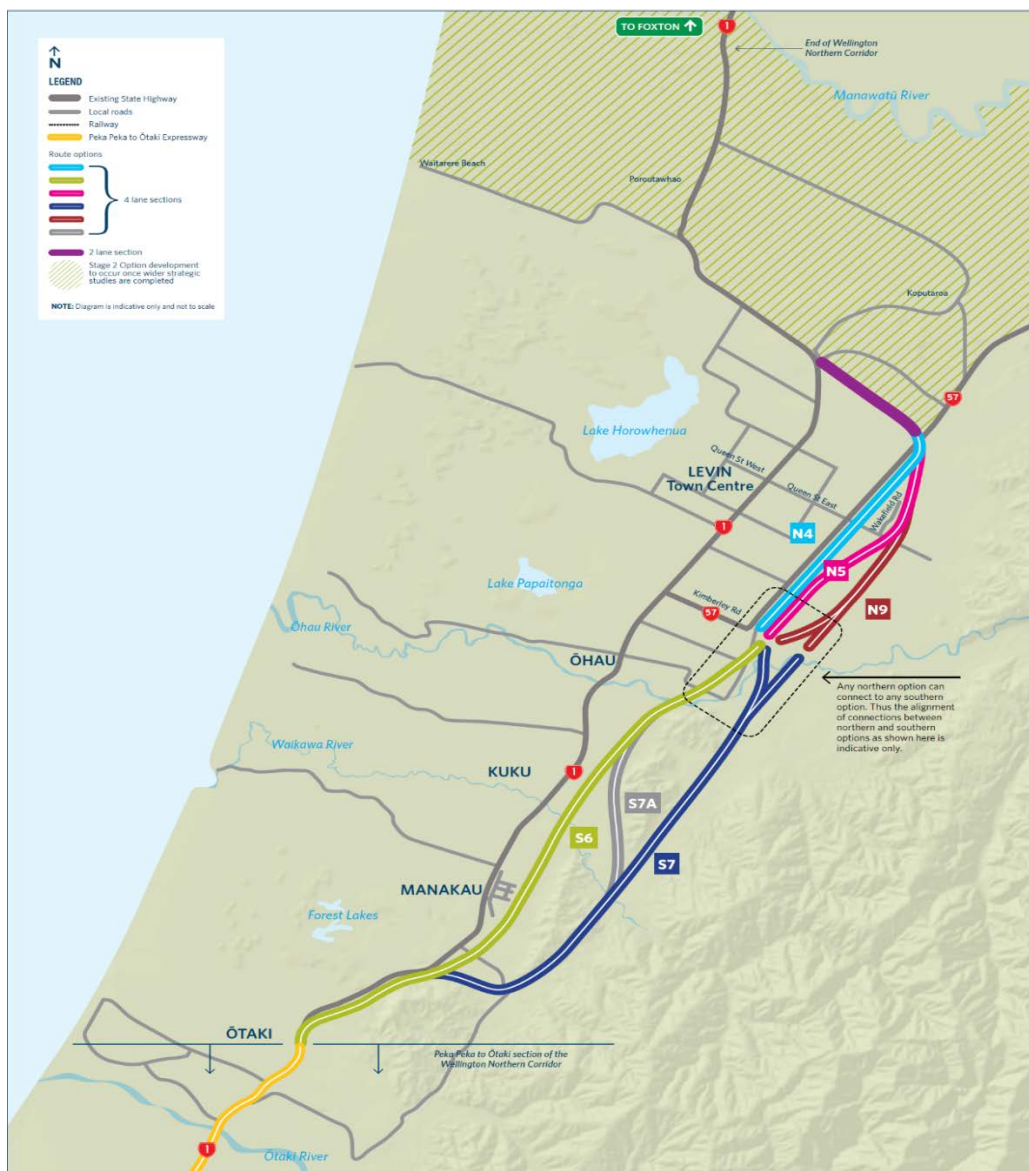 N
LEGEND
Existing State Highway
Local roads
Railway
Peka Peka to Ōtaki Expressway
Route options
4 lane sections
2 lane section
Stage 2 Option development
to occur once wider strategic
studies are completed
NOTE: Diagram is indicative only and not to scale
TO FOXTON
1
End of Wellington
Northern Corridor
Manawatū River
Waitarere Beach
Poroutawhao
Koputaroa
57
Lake Horowhenua
Queen St West
LEVIN
Town Centre
Queen St East
Wakefield Rd
1
N4
N5
Lake Papaitonga
Kimberley Rd
57
N9
Ōhau River
ŌHAU
Any northern option can
connect to any southern
option. Thus the alignment
of connections between
northern and southern
options as shown here is
indicative only.
Waikawa River
KUKU
1
S7A
S6
S7
MANAKAU
Forest Lakes
ŌTAKI
Peka Peka to Ōtaki section of the
Wellington Northern Corridor
1
Ōtaki River